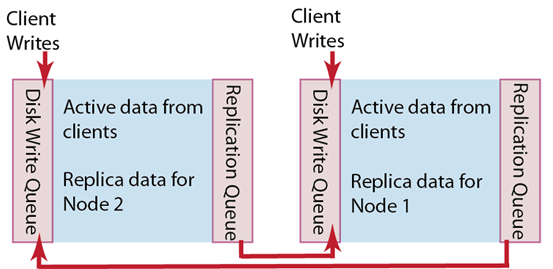 Client
Writes
Disk Write Queue
Active data from
clients
Replica data for
Node 2
Replication Queue
Client
Writes
Disk Write Queue
Active data from
clients
Replica data for
Node 1
Replication Queue